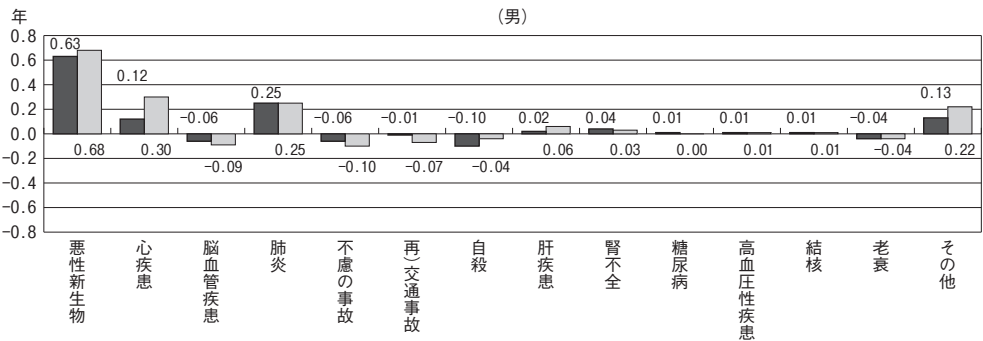 年
（男）
0.8
0.6
0.4
0.2
0.0
−0.2
−0.4
−0.6
−0.8
0.63
0.12
−0.06
0.25
−0.06
−0.01
−0.10
0.02
0.04
0.01
0.01
0.01
−0.04
0.13
0.68
0.30
−0.09
0.25
−0.10
−0.07
−0.04
0.06
0.03
0.00
0.01
0.01
−0.04
0.22
悪性新生物
心疾患
脳血管疾患
肺炎
不慮の事故
再）交通事故
自殺
肝疾患
腎不全
糖尿病
高血圧性疾患
結核
老衰
その他